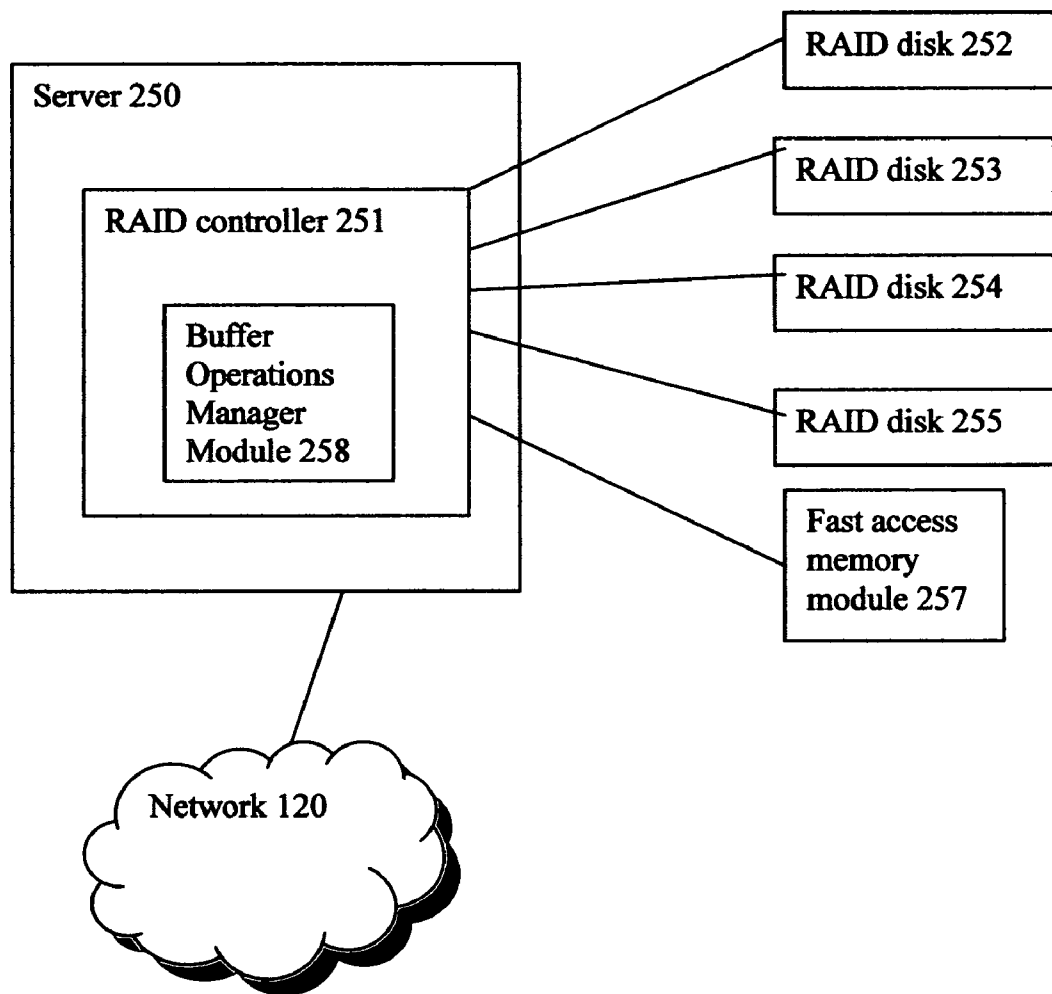 Server 250
RAID controller 251
Buffer
Operations
Manager
Module 258
RAID disk 252
RAID disk 253
RAID disk 254
RAID disk 255
Fast access
memory
module 257
Network 120